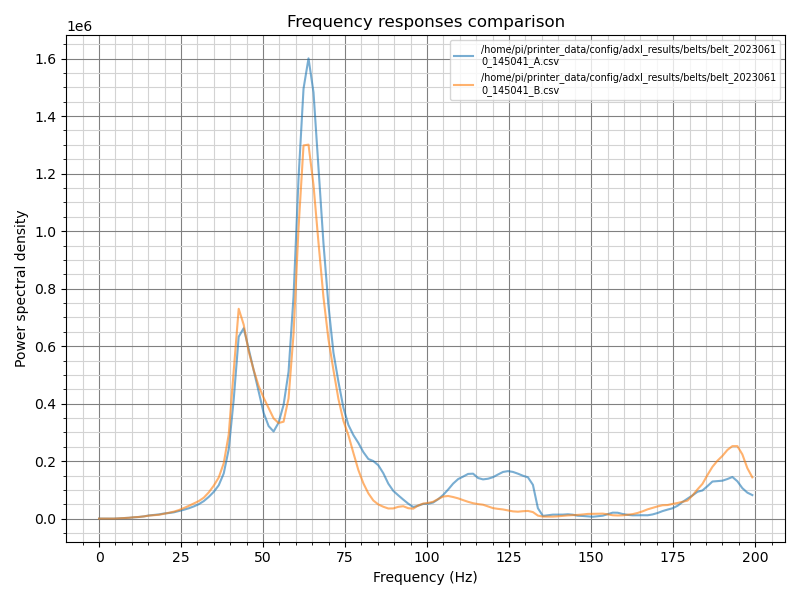 Frequency responses comparison
1e6
/home/pi/printer_data/config/adxl_results/belts/belt_2023061
0_145041_A.csv
/home/pi/printer_data/config/adxl_results/belts/belt_2023061
0_145041_B.csv
1.6
1.4
1.2
1.0
0.8
0.6
0.4
0.2
0.0
Power spectral density
0 25 50 75 100 125 150 175 200
Frequency (Hz)